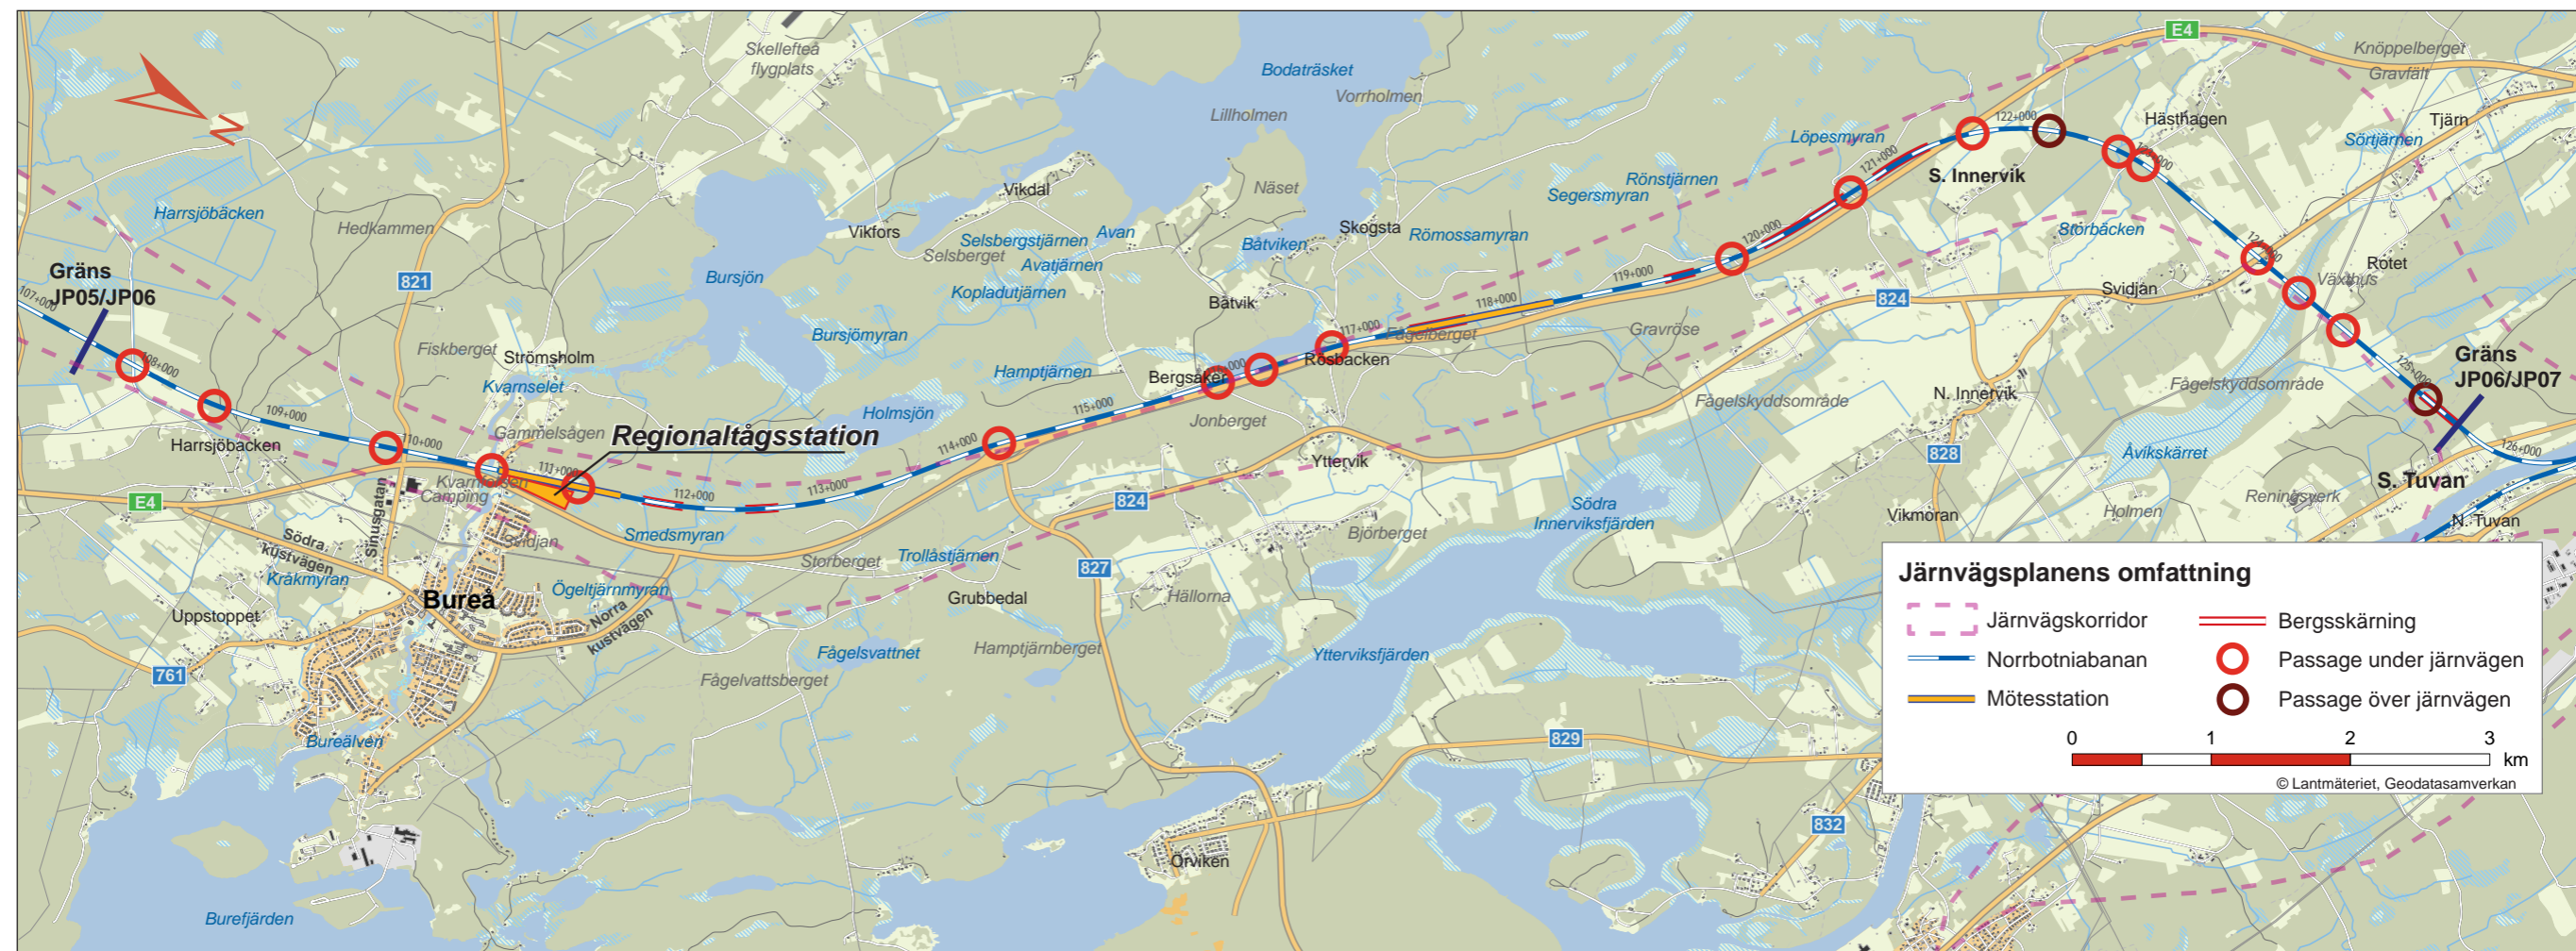 E4
Knöppelberget
Gravfält
Skellefteå
flygplats
Bodaträsket
Vorrholmen
Lillholmen
N
Hästhagen
Tjärn
Sörtjärnen
122+000
Löpesmyran
121+000
S. Innervik
Rönstjärnen
Segersmyran
Näset
Vikdal
Harrsjöbäcken
Hedkammen
Vikfors
Selsbergstjärnen
Avan
Selsberget
Avatjärnen
Båtviken
Skogsta
Römossamyran
Storbäcken
120+000
Gräns
JP05/JP06
821
Bursjön
Kopladutjärnen
119+000
Rotet
Växthus
Svidjan
824
107+000
Båtvik
118+000
Gravröse
Fågelberget
117+000
Bursjömyran
Fiskberget
Strömsholm
Kvarnselet
108+000
Hamptjärnen
Bergsåker
Rösbacken
Gräns
JP06/JP07
125+000
Fågelskyddsområde
N. Innervik
Fågelskyddsområde
109+000
Holmsjön
115+000
Jonberget
Harrsjöbacken
110+000
Gammelsågen
Regionaltågsstation
114+000
Yttervik
828
Åvikskärret
126+000
S. Tuvan
111+000
Kvarnforsen
Camping
112+000
113+000
E4
Sinusgatan
824
Södra
Innerviksfjärden
Vikmoran
Holmen
Reningsverk
N. Tuvan
Södra
kustvägen
Svidjan
Smedsmyran
Storberget
Trollåstjärnen
Björberget
827
Kråkmyran
Bureå
Ögeltjärnmyran
Norra
kustvägen
Grubbedal
Hällorna
Uppstoppet
Fågelsvattnet
Hamptjärnberget
Ytterviksfjärden
761
Fågelvattsberget
Bureälven
829
832
Örviken
Burefjärden
Järnvägsplanens omfattning
Järnvägskorridor
Norrbotniabanan
Mötesstation
Bergsskärning
Passage under järnvägen
Passage över järnvägen
0 1 2 3
km
© Lantmäteriet, Geodatasamverkan